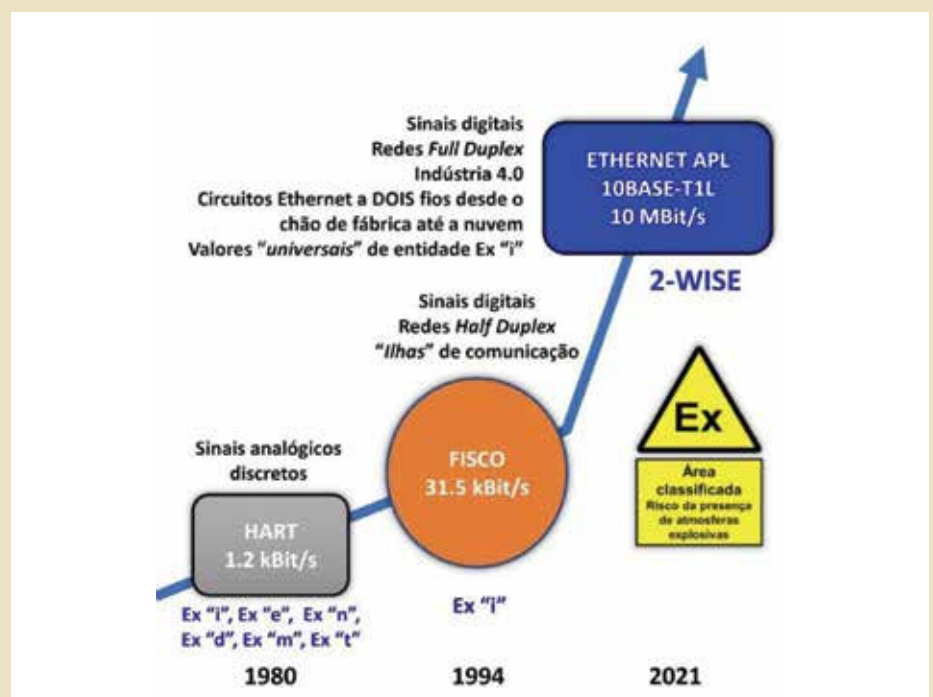 Sinais digitais
Redes Full Duplex
Indústria 4.0
Circuitos Ethernet a DOIS fios desde o
chão de fábrica até a nuvem
Valores "universais" de entidade Ex "i"
ETHERNET APL
10BASE-T1L
10 MBit/s
2-WISE
Sinais digitais
Redes Half Duplex
"Ilhas" de comunicação
Ex
Área
classificada
Risco da presença
de atmosferas
explosivas
Sinais analógicos
discretos
FISCO
31.5 kBit/s
HART
1.2 kBit/s
Ex "i", Ex "e", Ex "n",
Ex "d", Ex "m", Ex "t"
Ex "i"
1980
1994
2021